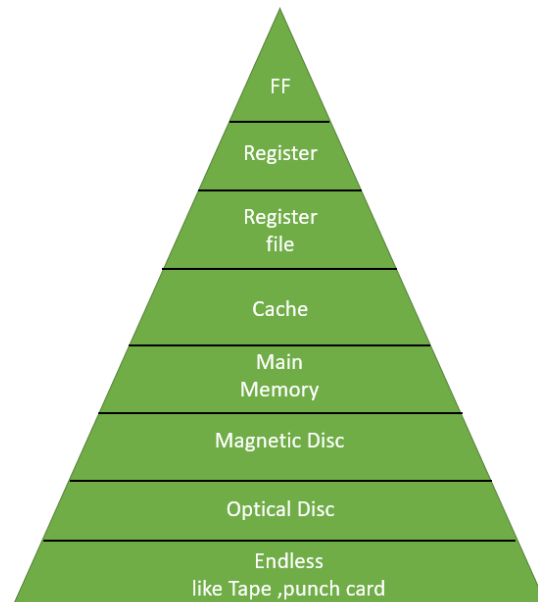 FF
Register
Register
file
Cache
Main
Memory
Magnetic Disc
Optical Disc
Endless
like Tape ,punch card